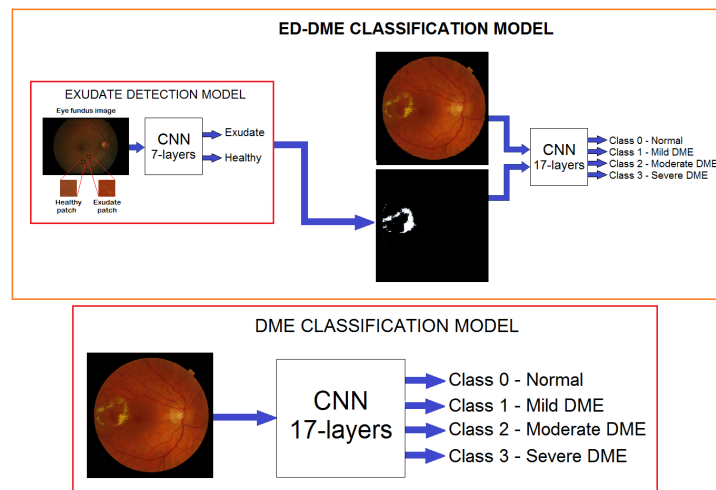 ED-DME CLASSIFICATION MODEL
EXUDATE DETECTION MODEL
Eye fundus image
CNN
7-layers
Exudate
Healthy
Healthy
patch
Exudate
patch
CNN
17-layers
Class 0 - Normal
Class 1 - Mild DME
Class 2 - Moderate DME
Class 3 - Severe DME
DME CLASSIFICATION MODEL
CNN
17-layers
Class 0 - Normal
Class 1 - Mild DME
Class 2 - Moderate DME
Class 3 - Severe DME